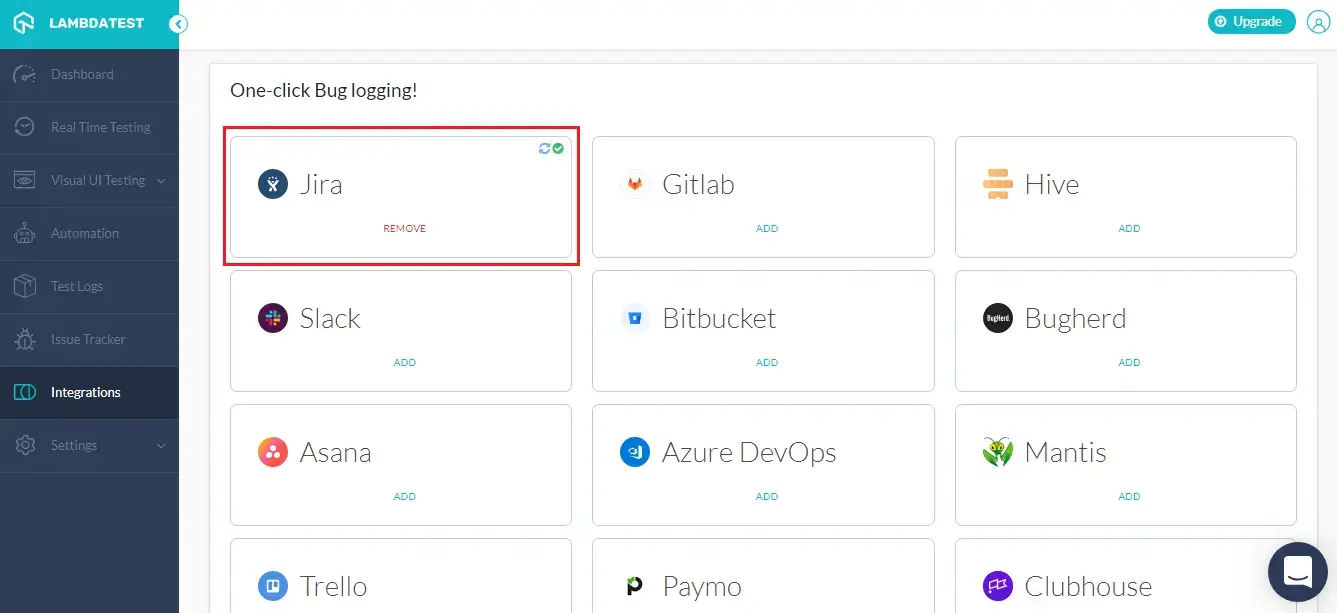 LAMBDATEST
Upgrade
Dashboard
Real Time Testing
Visual UI Testing
Automation
Test Logs
Issue Tracker
Integrations
Settings
One-click Bug logging!
Jira
REMOVE
Gitlab
ADD
Hive
ADD
Slack
ADD
Bitbucket
ADD
BugHerd
Bugherd
ADD
Asana
ADD
Azure DevOps
ADD
Mantis
ADD
Trello
Paymo
Clubhouse